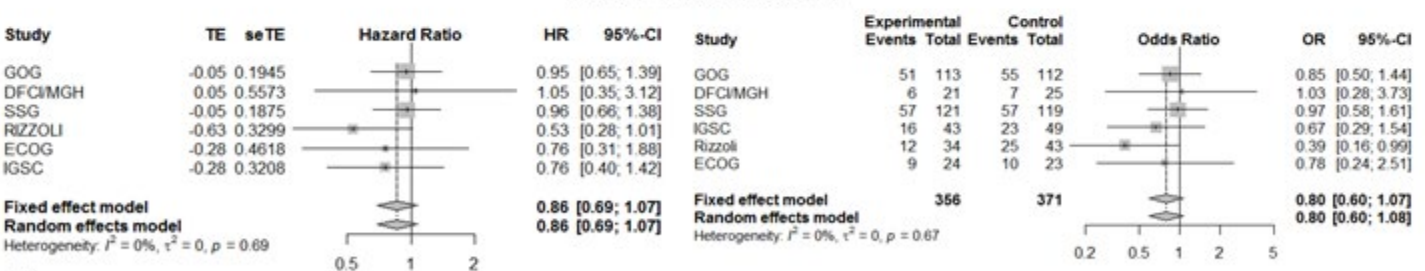 Study TE seTE Hazard Ratio HR 95%-CI
GOG -0.05 0.1945 0.95 [0.65; 1.39]
DFCI/MGH 0.05 0.5573 1.05 [0.35; 3.12]
SSG -0.05 0.1875 0.96 [0.66; 1.38]
RIZZOLI -0.63 0.3299 0.53 [0.28; 1.01]
ECOG -0.28 0.4618 0.76 [0.31; 1.88]
IGSC -0.28 0.3208 0.76 [0.40; 1.42]
Fixed effect model 0.86 [0.69; 1.07]
Random effects model 0.86 [0.69; 1.07]
Heterogeneity: I² = 0%, τ² = 0, p = 0.69
0.5 1 2
Experimental Control
Study Events Total Events Total Odds Ratio OR 95%-CI
GOG 51 113 55 112 0.85 [0.50; 1.44]
DFCI/MGH 6 21 7 25 1.03 [0.28; 3.73]
SSG 57 121 57 119 0.97 [0.58; 1.61]
IGSC 16 43 23 49 0.67 [0.29; 1.54]
Rizzoli 12 34 25 43 0.39 [0.16; 0.99]
ECOG 9 24 10 23 0.78 [0.24; 2.51]
Fixed effect model 356 371 0.80 [0.60; 1.07]
Random effects model 0.80 [0.60; 1.08]
Heterogeneity: I² = 0%, τ² = 0, p = 0.67
0.2 0.5 1 2 5